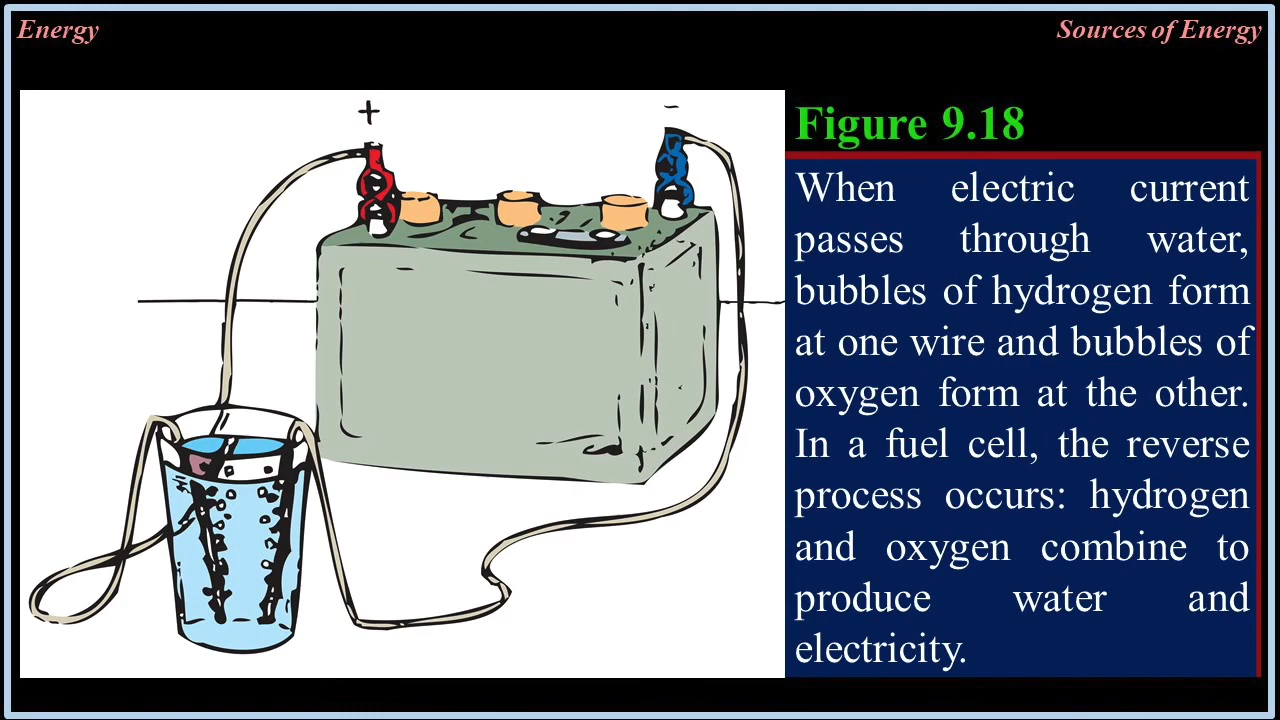 Energy
Sources of Energy
+
-
Figure 9.18
When electric current
passes through water,
bubbles of hydrogen form
at one wire and bubbles of
oxygen form at the other.
In a fuel cell, the reverse
process occurs: hydrogen
and oxygen combine to
produce water and
electricity.